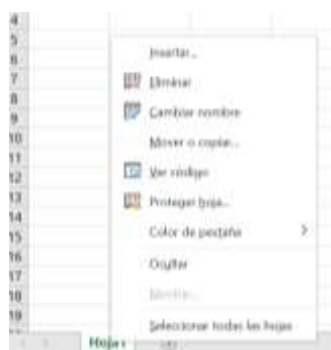 4
5
6
7
8
9
10
11
12
13
14
15
16
17
18
19
Insertar...
Eliminar
Cambiar nombre
Mover o copiar...
Ver código
Proteger hoja...
Color de pestaña
Ocultar
Mostrar...
Seleccionar todas las hojas
Hoja1